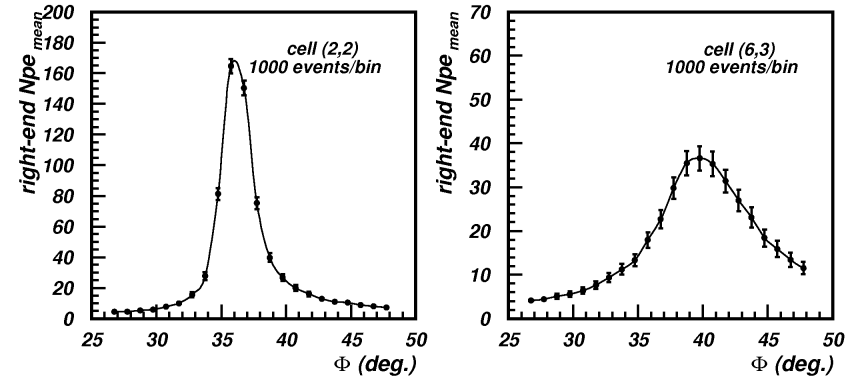 200
180
160
140
120
100
80
60
40
20
0
right-end Npe mean
cell (2,2)
1000 events/bin
25 30 35 40 45 50
Φ (deg.)
70
60
50
40
30
20
10
0
right-end Npe mean
cell (6,3)
1000 events/bin
25 30 35 40 45 50
Φ (deg.)